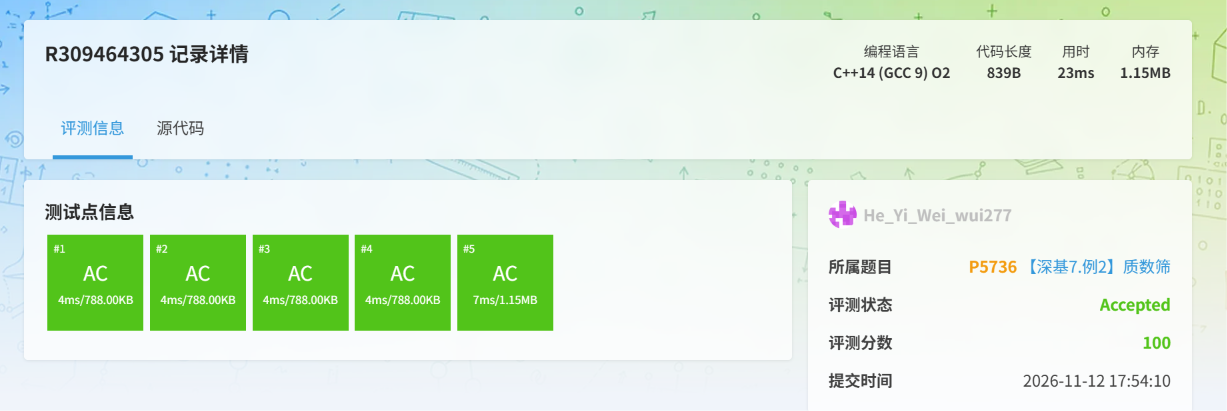 R309464305 记录详情
编程语言 代码长度 用时 内存
C++14 (GCC 9) O2 839B 23ms 1.15MB
评测信息 源代码
测试点信息
#1 #2 #3 #4 #5
AC AC AC AC AC
4ms/788.00KB 4ms/788.00KB 4ms/788.00KB 4ms/788.00KB 7ms/1.15MB
He_Yi_Wei_wui277
所属题目 P5736 【深基7.例2】质数筛
评测状态 Accepted
评测分数 100
提交时间 2026-11-12 17:54:10